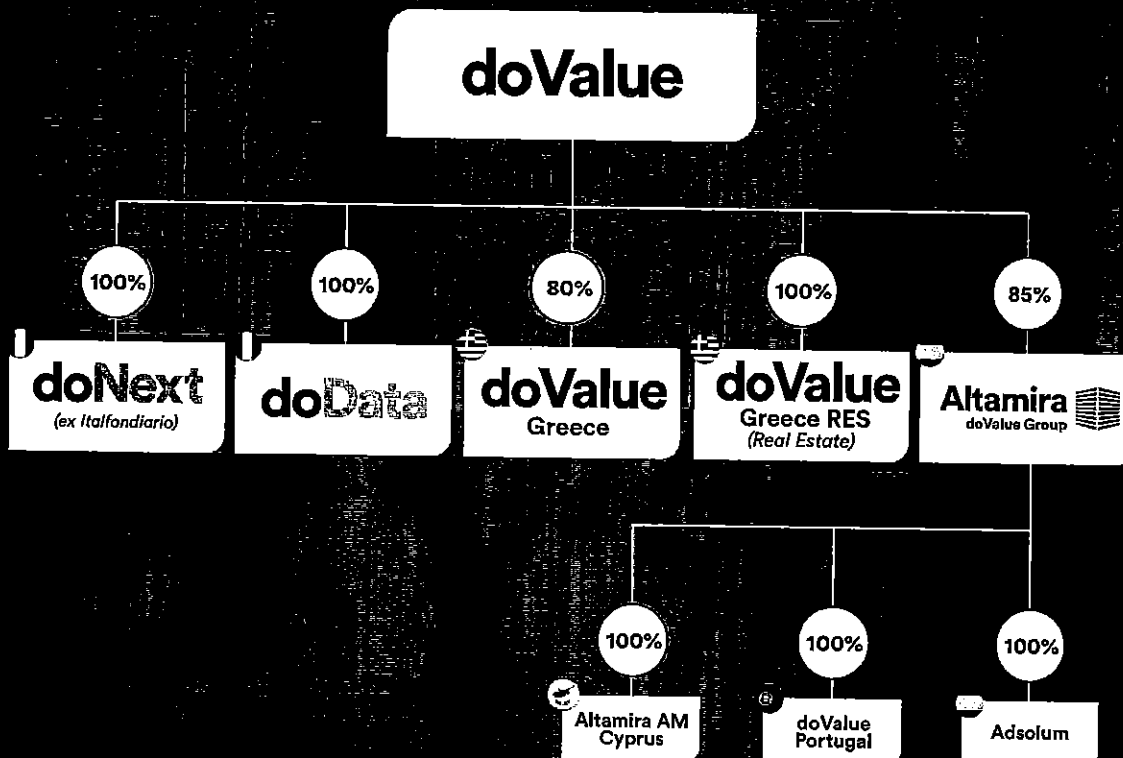 doValue
100%
100%
80%
100%
85%
doNext
(ex Italfondiario)
doData
doValue
Greece
doValue
Greece RES
(Real Estate)
Altamira
doValue Group
100%
100%
100%
Altamira AM
Cyprus
doValue
Portugal
Adsolum